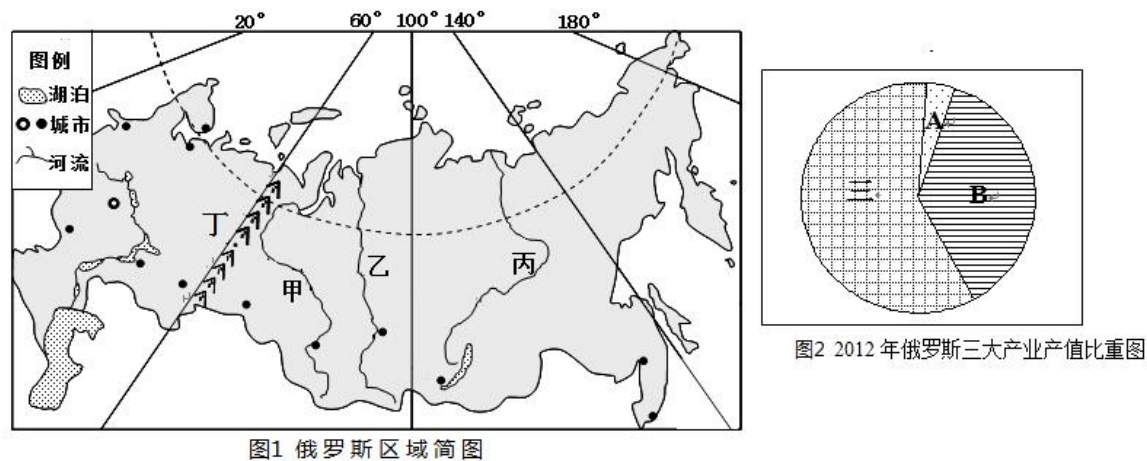 20° 60° 100° 140° 180°
图例
湖泊
城市
河流
丁
甲
乙
丙
图1 俄罗斯区域简图
A
三
B
图2 2012年俄罗斯三大产业产值比重图